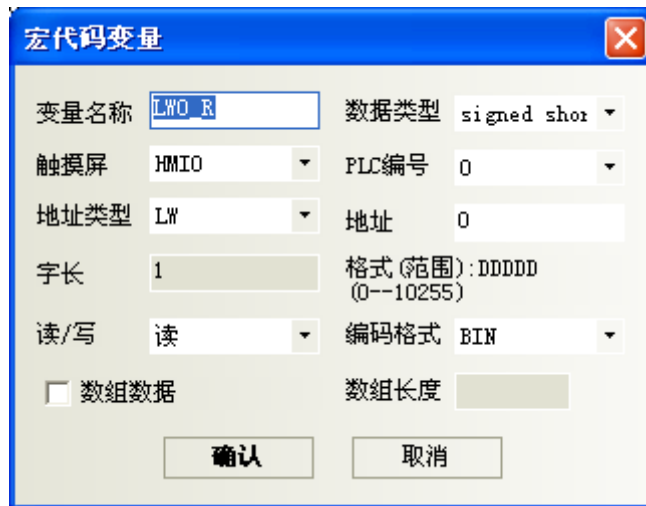 宏代码变量
变量名称 LW0_R 数据类型 signed shor
触摸屏 HMI0 PLC编号 0
地址类型 LW 地址 0
字长 1 格式(范围):DDDDD
(0--10255)
读/写 读 编码格式 BIN
数组数据 数组长度
确认 取消